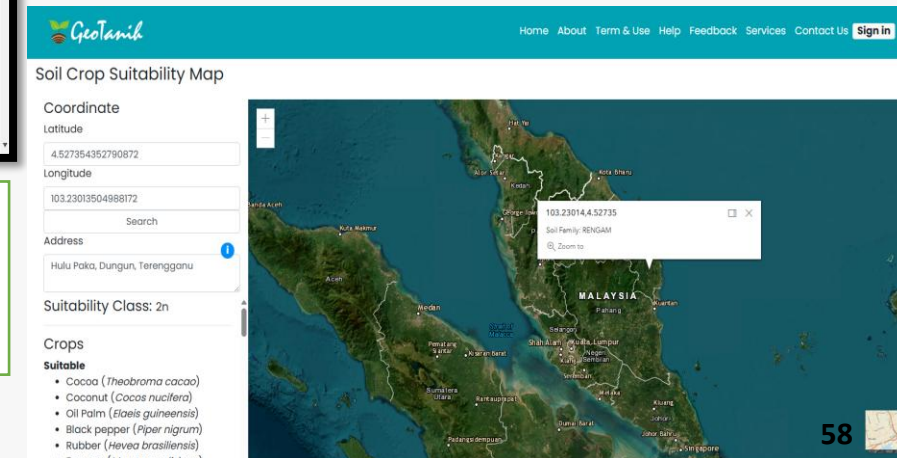 GeoTanih
Home About Term & Use Help Feedback Services Contact Us Sign in
Soil Crop Suitability Map
Coordinate
Latitude
4.527354352790872
Longitude
103.23013504988172
Search
Address
Hulu Paka, Dungun, Terengganu
Suitability Class: 2n
Crops
Suitable
• Cocoa (Theobroma cacao)
• Coconut (Cocos nucifera)
• Oil Palm (Elaeis guineensis)
• Black pepper (Piper nigrum)
• Rubber (Hevea brasiliensis)
+
−
Hat Yai
Kangar
Alor Setar
Kota Bharu
Kedah
Banda Aceh
George Town
Kuta Makmur
103.23014,4.52735
Soil Family: RENGAM
Zoom to
Aceh
MALAYSIA
Pahang
Kuantan
Medan
Selangor
Shah Alam
Kuala Lumpur
Pematang Siantar
Kisaran Barat
Negeri Sembilan
Seremban
Sumatera Utara
Rantauprapat
Melaka
Kluang
Johor
Dumai Barat
Johor Bahru
Padangsidempuan
Singapore
58